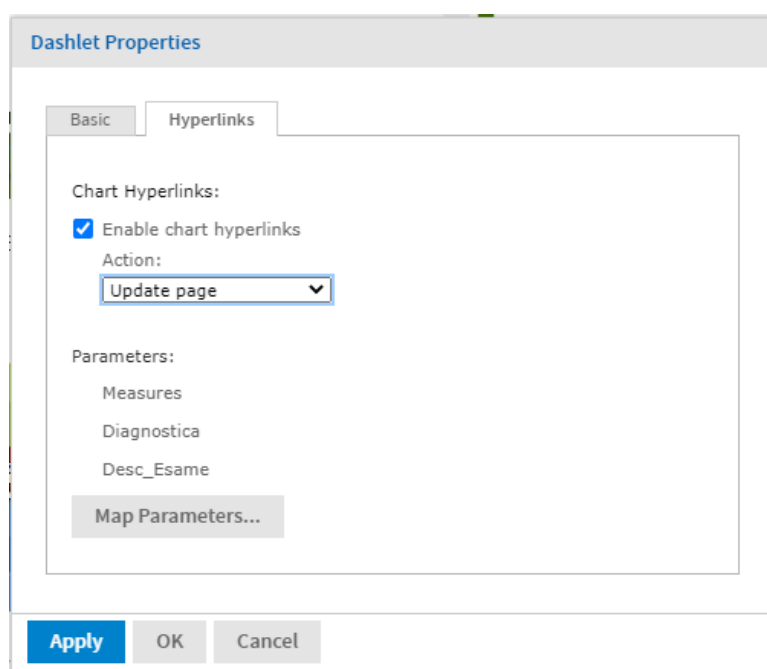 Dashlet Properties
Basic Hyperlinks
Chart Hyperlinks:
Enable chart hyperlinks
Action:
Update page
Parameters:
Measures
Diagnostica
Desc_Esame
Map Parameters...
Apply OK Cancel